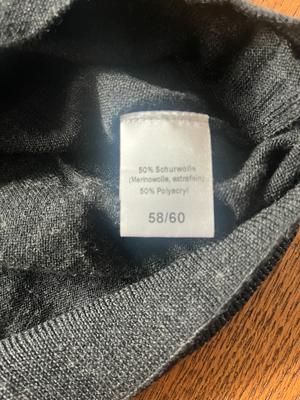 50% Schurwolle
(Merinowolle, extrafein)
50% Polyacryl
58/60